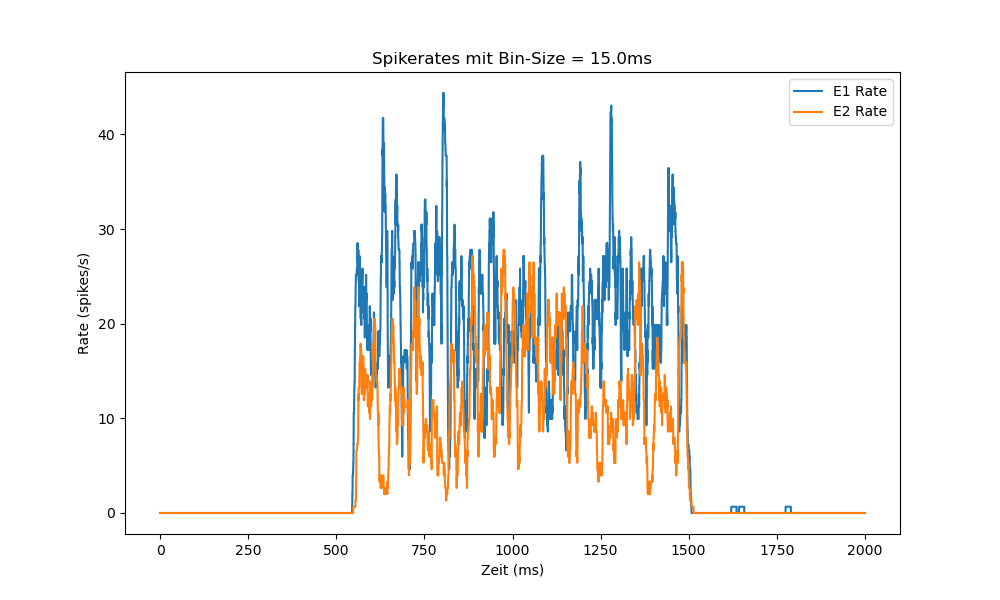 Spikerates mit Bin-Size = 15.0ms
E1 Rate
E2 Rate
40
30
20
10
0
Rate (spikes/s)
0 250 500 750 1000 1250 1500 1750 2000
Zeit (ms)